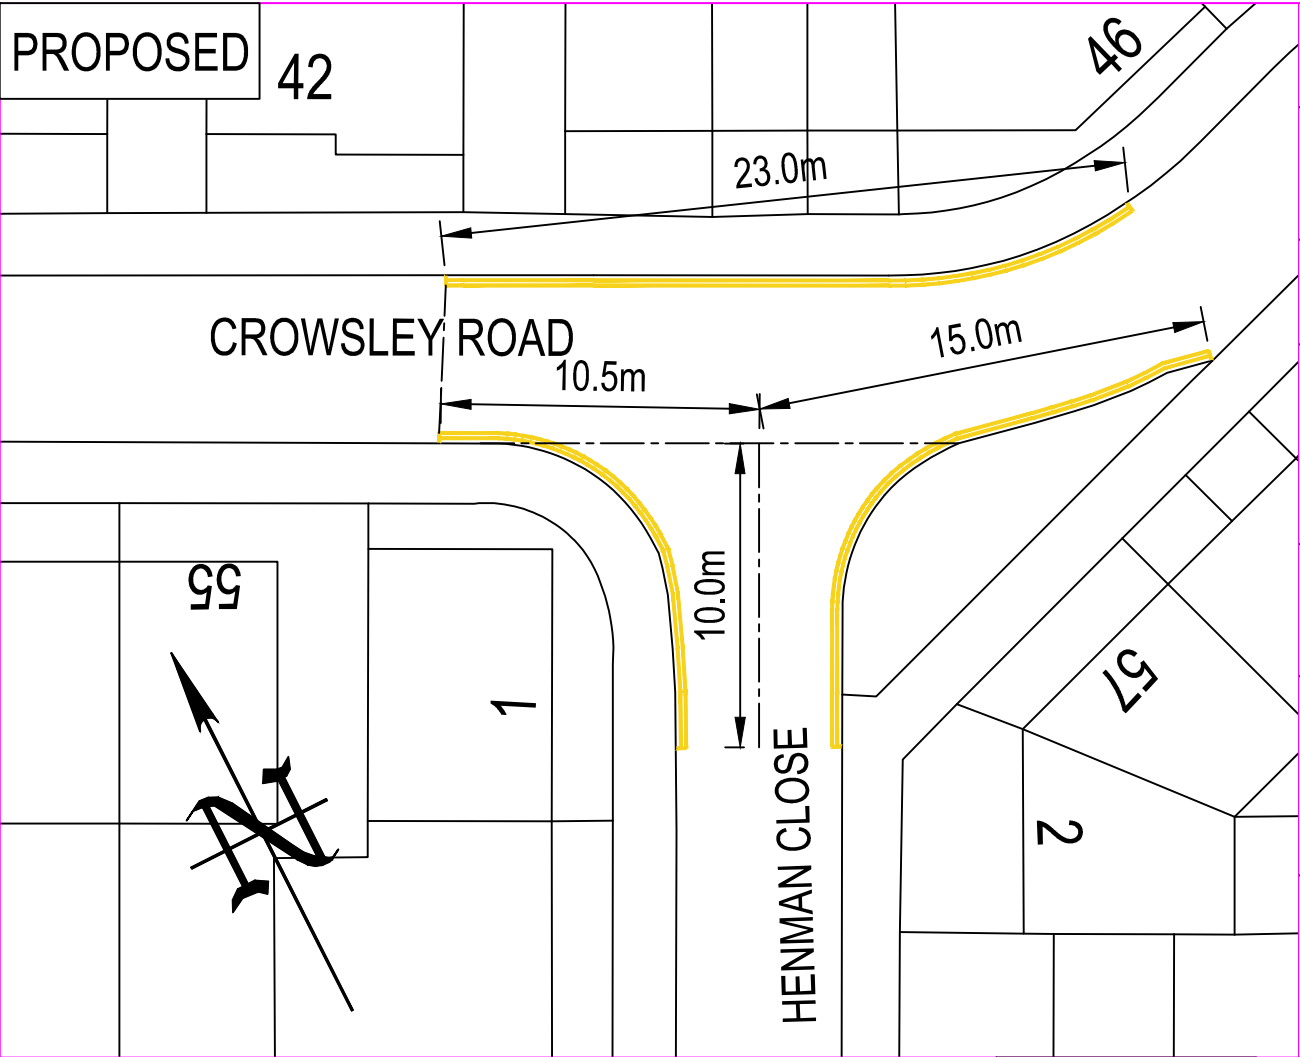 PROPOSED
42
46
23.0m
CROWSLEY ROAD
15.0m
10.5m
10.0m
55
1
57
HENMAN CLOSE
2
N